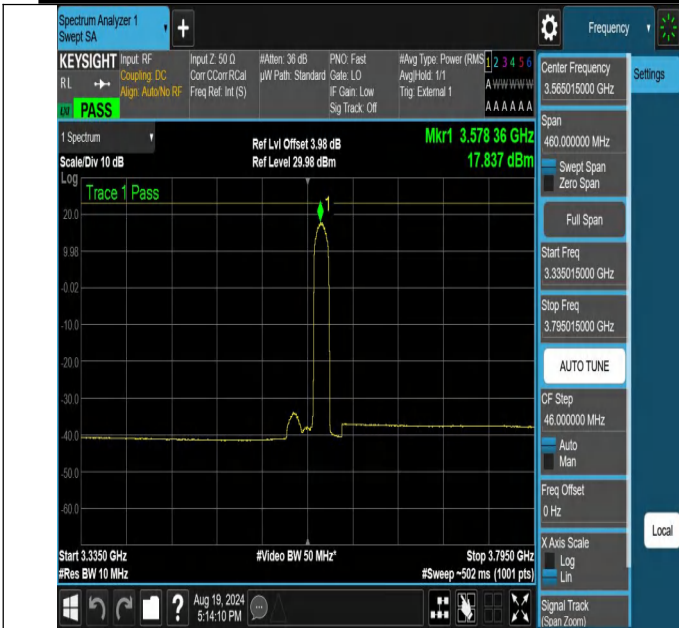 Spectrum Analyzer 1
Swept SA
+
Frequency
KEYSIGHT
RL
PASS
Input: RF
Coupling: DC
Align: Auto/No RF
Input Z: 50 Ω
Corr CCorr RCal
Freq Ref: Int (S)
#Atten: 36 dB
µW Path: Standard
PNO: Fast
Gate: LO
IF Gain: Low
Sig Track: Off
#Avg Type: Power (RMS
Avg|Hold: 1/1
Trig: External 1
1 2 3 4 5 6
A W W W W W
A A A A A A
1 Spectrum
Scale/Div 10 dB
Ref Lvl Offset 3.98 dB
Ref Level 29.98 dBm
Mkr1 3.578 36 GHz
17.837 dBm
Log
Trace 1 Pass
1
20.0
9.98
-0.02
-10.0
-20.0
-30.0
-40.0
-50.0
-60.0
Start 3.3350 GHz
#Res BW 10 MHz
#Video BW 50 MHz*
Stop 3.7950 GHz
#Sweep ~502 ms (1001 pts)
?
Aug 19, 2024
5:14:10 PM
Center Frequency
3.565015000 GHz
Span
460.000000 MHz
Swept Span
Zero Span
Full Span
Start Freq
3.335015000 GHz
Stop Freq
3.795015000 GHz
AUTO TUNE
CF Step
46.000000 MHz
Auto
Man
Freq Offset
0 Hz
X Axis Scale
Log
Lin
Signal Track
(Span Zoom)
Settings
Local